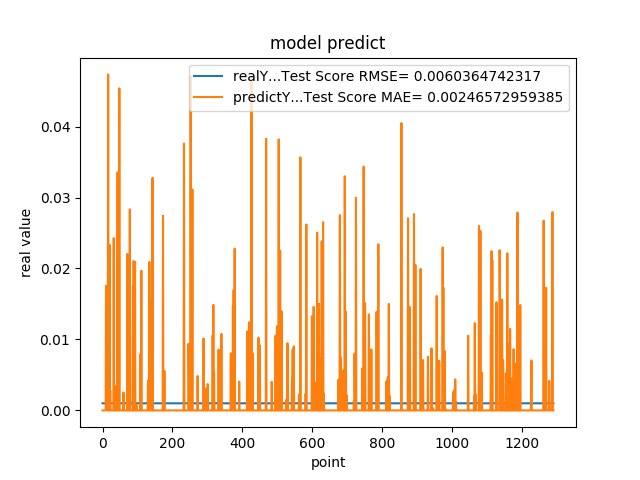 model predict
realY...Test Score RMSE= 0.0060364742317
predictY...Test Score MAE= 0.00246572959385
0.04
0.03
0.02
0.01
0.00
real value
0 200 400 600 800 1000 1200
point